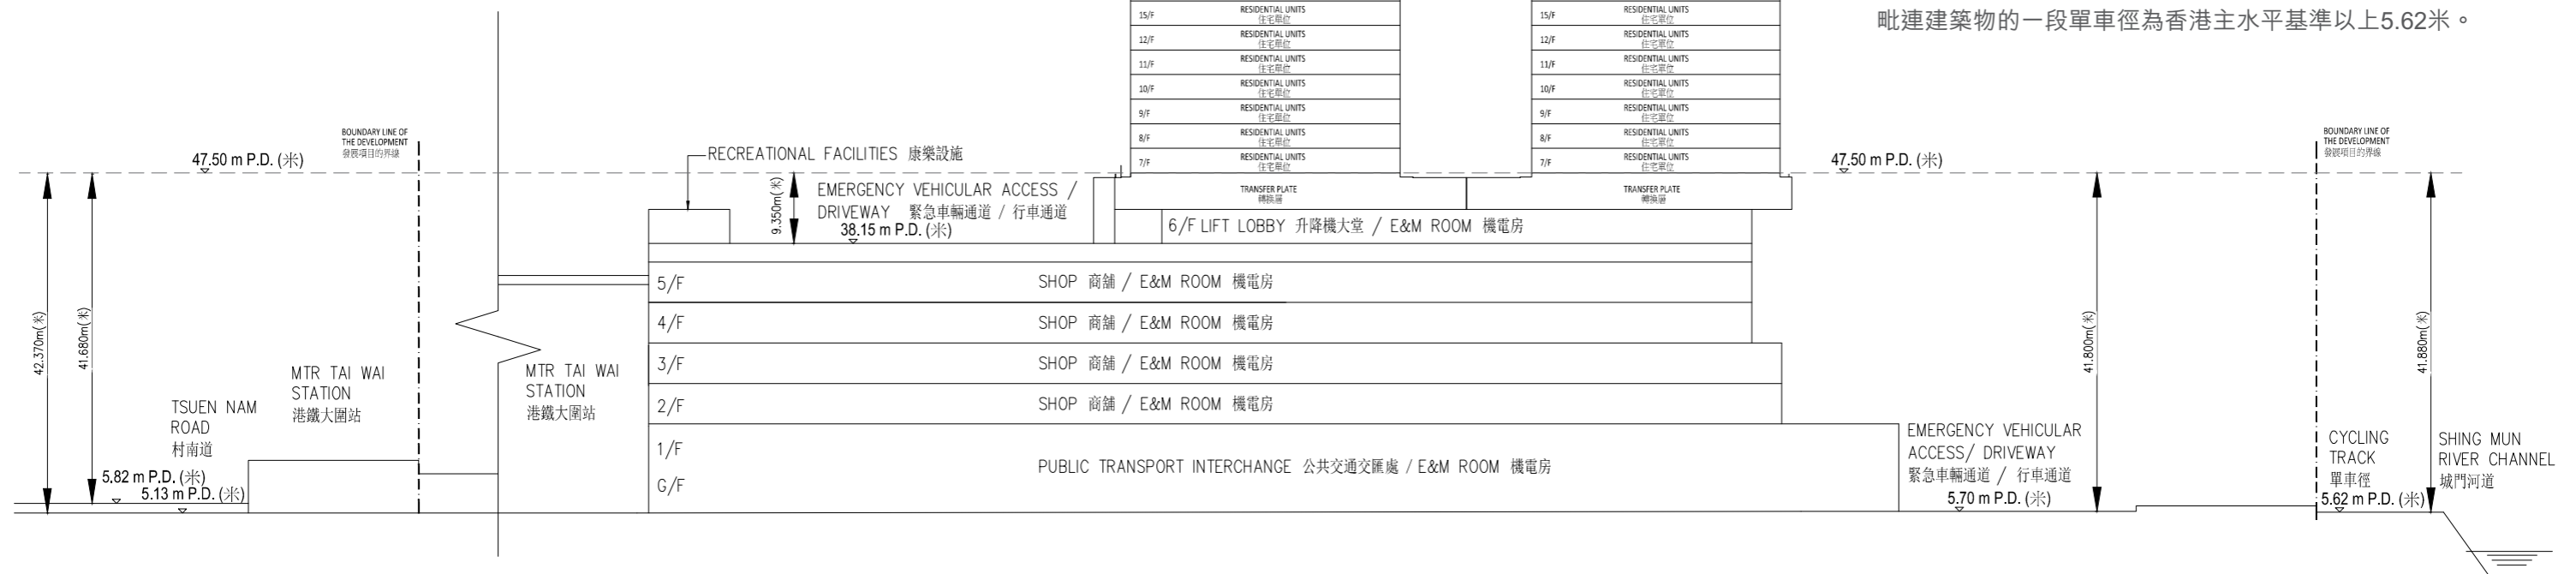 毗連建築物的一段單車徑為香港主水平基準以上5.62米。
15/F
RESIDENTIAL UNITS
住宅單位
12/F
RESIDENTIAL UNITS
住宅單位
11/F
RESIDENTIAL UNITS
住宅單位
10/F
RESIDENTIAL UNITS
住宅單位
9/F
RESIDENTIAL UNITS
住宅單位
8/F
RESIDENTIAL UNITS
住宅單位
7/F
RESIDENTIAL UNITS
住宅單位
TRANSFER PLATE
轉換層
15/F
RESIDENTIAL UNITS
住宅單位
12/F
RESIDENTIAL UNITS
住宅單位
11/F
RESIDENTIAL UNITS
住宅單位
10/F
RESIDENTIAL UNITS
住宅單位
9/F
RESIDENTIAL UNITS
住宅單位
8/F
RESIDENTIAL UNITS
住宅單位
7/F
RESIDENTIAL UNITS
住宅單位
TRANSFER PLATE
轉換層
BOUNDARY LINE OF
THE DEVELOPMENT
發展項目的界線
47.50 m P.D. (米)
RECREATIONAL FACILITIES 康樂設施
9.350m(米)
EMERGENCY VEHICULAR ACCESS /
DRIVEWAY 緊急車輛通道 / 行車通道
38.15 m P.D. (米)
6/F LIFT LOBBY 升降機大堂 / E&M ROOM 機電房
47.50 m P.D. (米)
BOUNDARY LINE OF
THE DEVELOPMENT
發展項目的界線
5/F
SHOP 商舖 / E&M ROOM 機電房
4/F
SHOP 商舖 / E&M ROOM 機電房
3/F
SHOP 商舖 / E&M ROOM 機電房
2/F
SHOP 商舖 / E&M ROOM 機電房
1/F
PUBLIC TRANSPORT INTERCHANGE 公共交通交匯處 / E&M ROOM 機電房
G/F
42.370m(米)
41.680m(米)
TSUEN NAM
ROAD
村南道
5.82 m P.D. (米)
5.13 m P.D. (米)
MTR TAI WAI
STATION
港鐵大圍站
MTR TAI WAI
STATION
港鐵大圍站
EMERGENCY VEHICULAR
ACCESS/ DRIVEWAY
緊急車輛通道 / 行車通道
5.70 m P.D. (米)
41.800m(米)
CYCLING
TRACK
單車徑
5.62 m P.D. (米)
41.880m(米)
SHING MUN
RIVER CHANNEL
城門河道